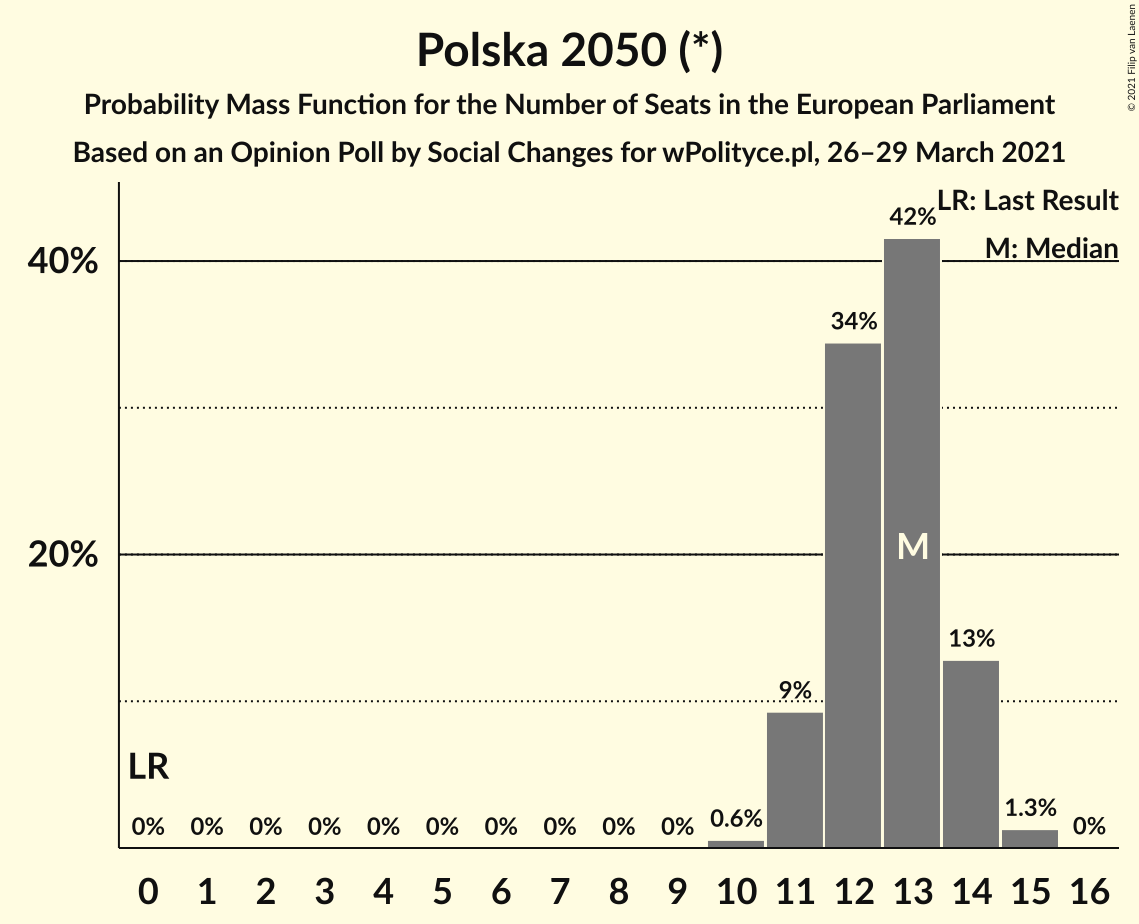 Polska 2050 (*)
Probability Mass Function for the Number of Seats in the European Parliament
Based on an Opinion Poll by Social Changes for wPolityce.pl, 26–29 March 2021
© 2021 Filip van Laenen
LR: Last Result
M: Median
40%
20%
LR
0% 0% 0% 0% 0% 0% 0% 0% 0% 0% 0.6% 9% 34% 42% 13% 1.3% 0%
M
0 1 2 3 4 5 6 7 8 9 10 11 12 13 14 15 16